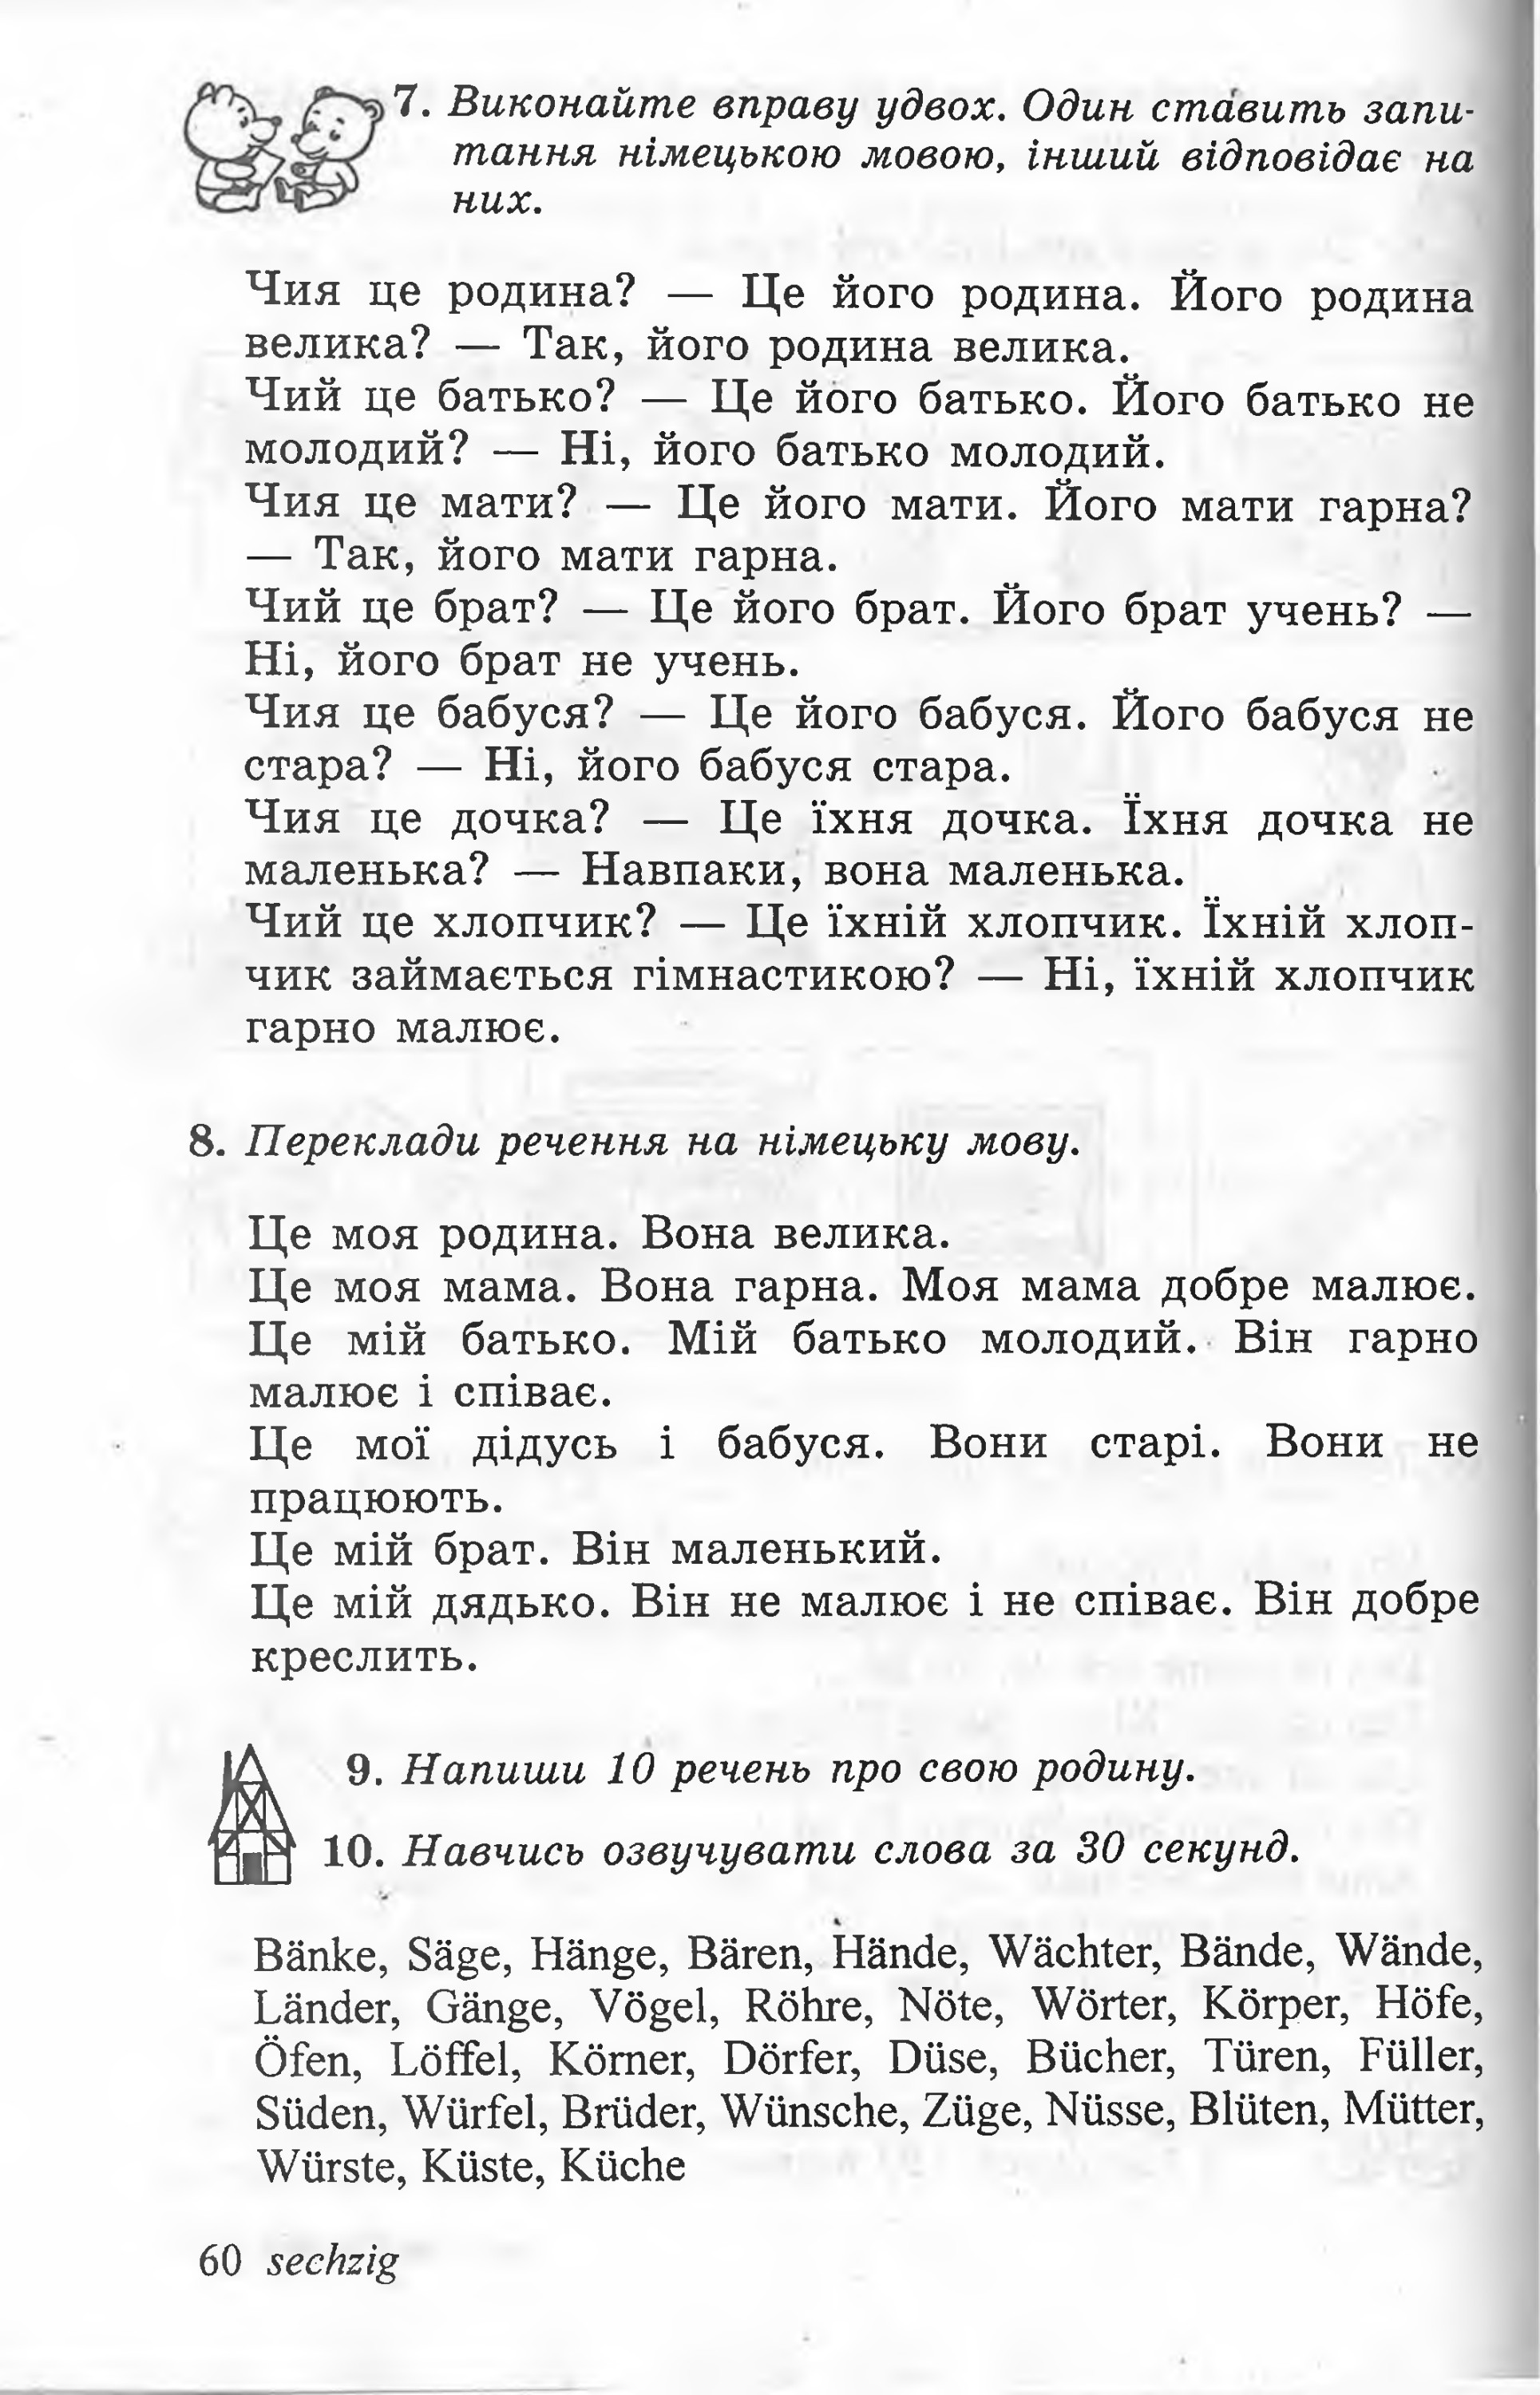 7. Виконайте вправу удвох. Один ставить запи-
тання німецькою мовою, інший відповідає на
них.
Чия це родина? — Це його родина. Його родина
велика? — Так, його родина велика.
Чий це батько? — Це його батько. Його батько не
молодий? — Ні, його батько молодий.
Чия це мати? — Це його мати. Його мати гарна?
— Так, його мати гарна.
Чий це брат? — Це його брат. Його брат учень? —
Ні, його брат не учень.
Чия це бабуся? — Це його бабуся. Його бабуся не
стара? — Ні, його бабуся стара.
Чия це дочка? — Це їхня дочка. Їхня дочка не
маленька? — Навпаки, вона маленька.
Чий це хлопчик? — Це їхній хлопчик. Їхній хлоп-
чик займається гімнастикою? — Ні, їхній хлопчик
гарно малює.
8. Переклади речення на німецьку мову.
Це моя родина. Вона велика.
Це моя мама. Вона гарна. Моя мама добре малює.
Це мій батько. Мій батько молодий. Він гарно
малює і співає.
Це мої дідусь і бабуся. Вони старі. Вони не
працюють.
Це мій брат. Він маленький.
Це мій дядько. Він не малює і не співає. Він добре
креслить.
9. Напиши 10 речень про свою родину.
10. Навчись озвучувати слова за 30 секунд.
Bänke, Säge, Hänge, Bären, Hände, Wächter, Bände, Wände,
Länder, Gänge, Vögel, Röhre, Nöte, Wörter, Körper, Höfe,
Öfen, Löffel, Körner, Dörfer, Düse, Bücher, Türen, Füller,
Süden, Würfel, Brüder, Wünsche, Züge, Nüsse, Blüten, Mütter,
Würste, Küste, Küche
60 sechzig